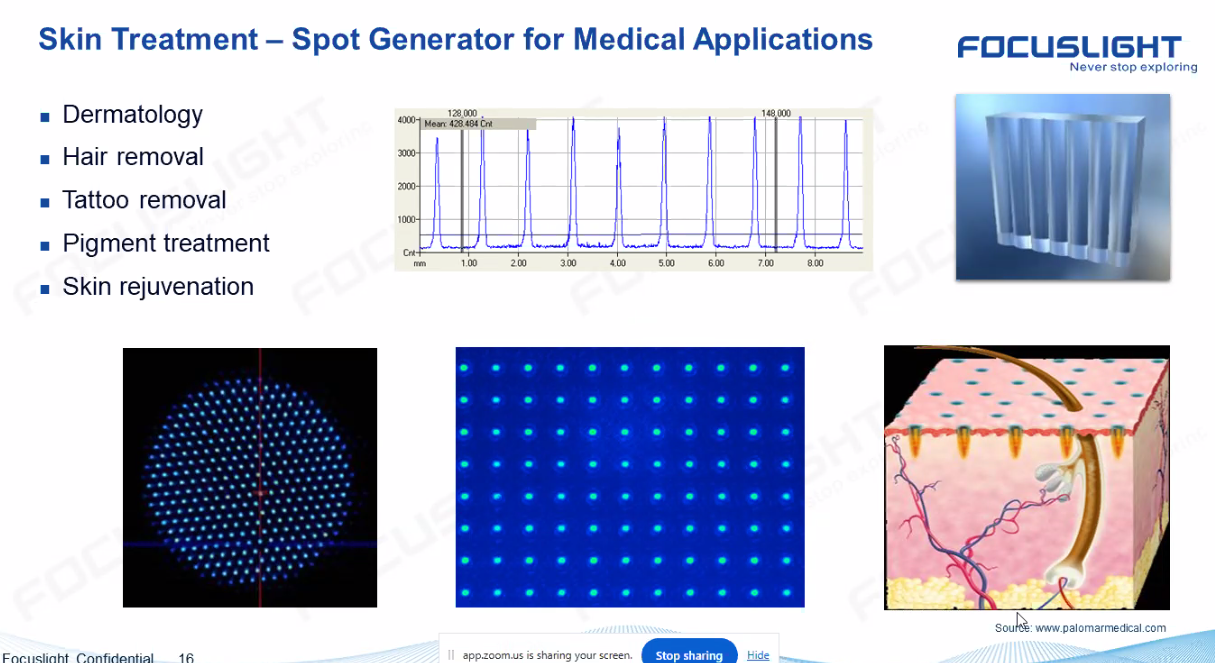 Skin Treatment – Spot Generator for Medical Applications
FOCUSLIGHT
Never stop exploring
▪ Dermatology
▪ Hair removal
▪ Tattoo removal
▪ Pigment treatment
▪ Skin rejuvenation
128,000
148,000
Mean: 428.484 Cnt
4000
3000
2000
1000
Cnt
mm
1.00
2.00
3.00
4.00
5.00
6.00
7.00
8.00
Source: www.palomarmedical.com
app.zoom.us is sharing your screen.
Stop sharing
Hide
Focuslight Confidential 16